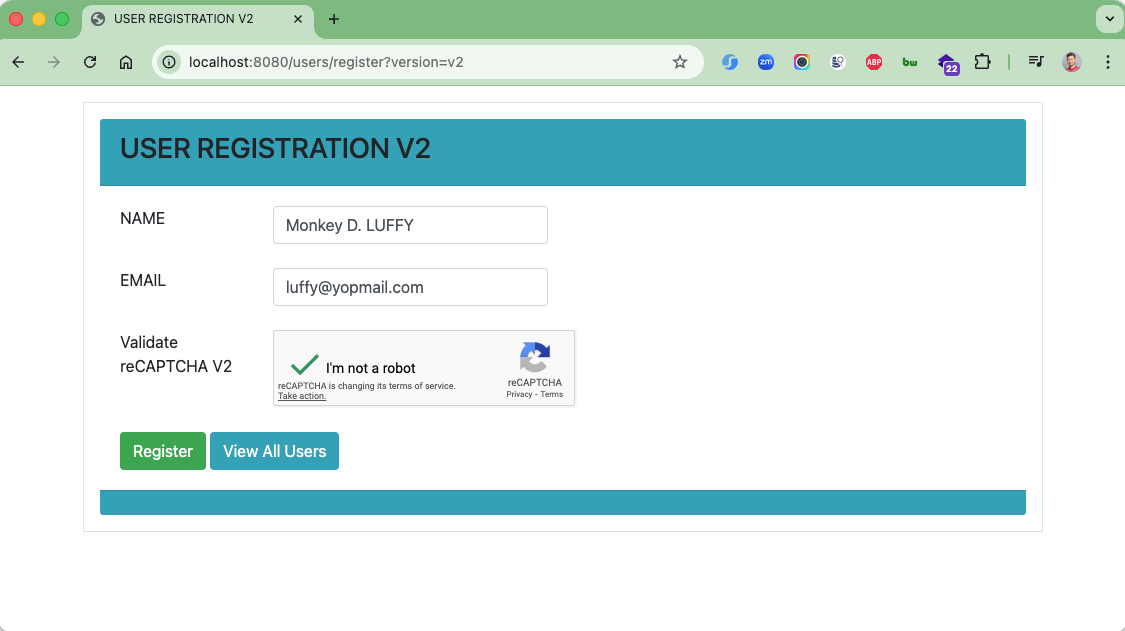 USER REGISTRATION V2
localhost:8080/users/register?version=v2
zm
ABP
bw
22
USER REGISTRATION V2
NAME
Monkey D. LUFFY
EMAIL
luffy@yopmail.com
Validate
reCAPTCHA V2
I'm not a robot
reCAPTCHA is changing its terms of service.
Take action.
reCAPTCHA
Privacy - Terms
Register
View All Users